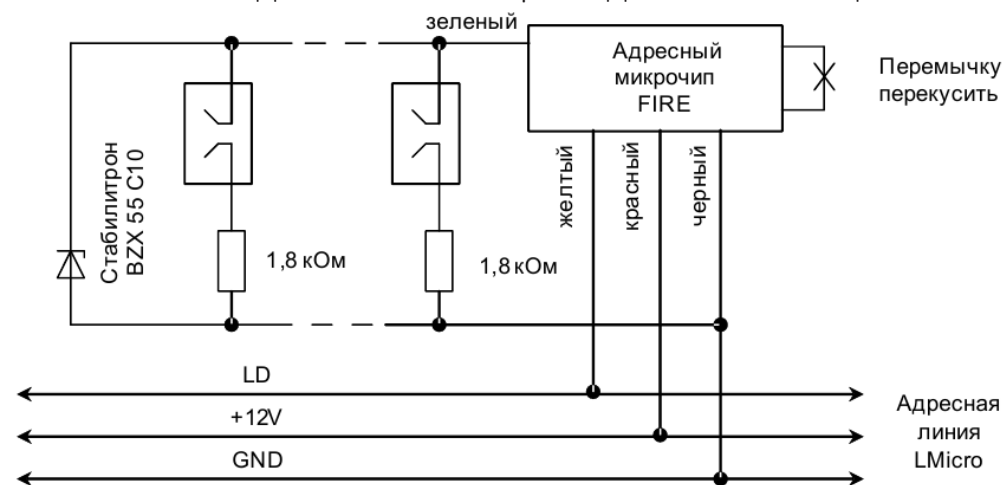 зеленый
Адресный
микрочип
FIRE
Перемычку
перекусить
желтый
красный
черный
Стабилитрон
BZX 55 C10
1,8 кОм
1,8 кОм
LD
+12V
GND
Адресная
линия
LMicro